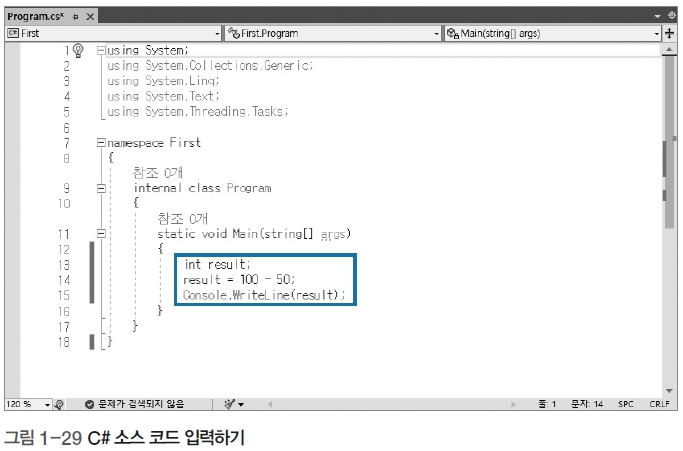 Program.cs*
First First.Program Main(string[] args)
1 using System;
2 using System.Collections.Generic;
3 using System.Linq;
4 using System.Text;
5 using System.Threading.Tasks;
6
7 namespace First
8 {
참조 0개
9 internal class Program
10 {
참조 0개
11 static void Main(string[] args)
12 {
13 int result;
14 result = 100 - 50;
15 Console.WriteLine(result);
16 }
17 }
18 }
120 % 문제가 검색되지 않음 줄: 1 문자: 14 SPC CRLF
그림 1-29 C# 소스 코드 입력하기